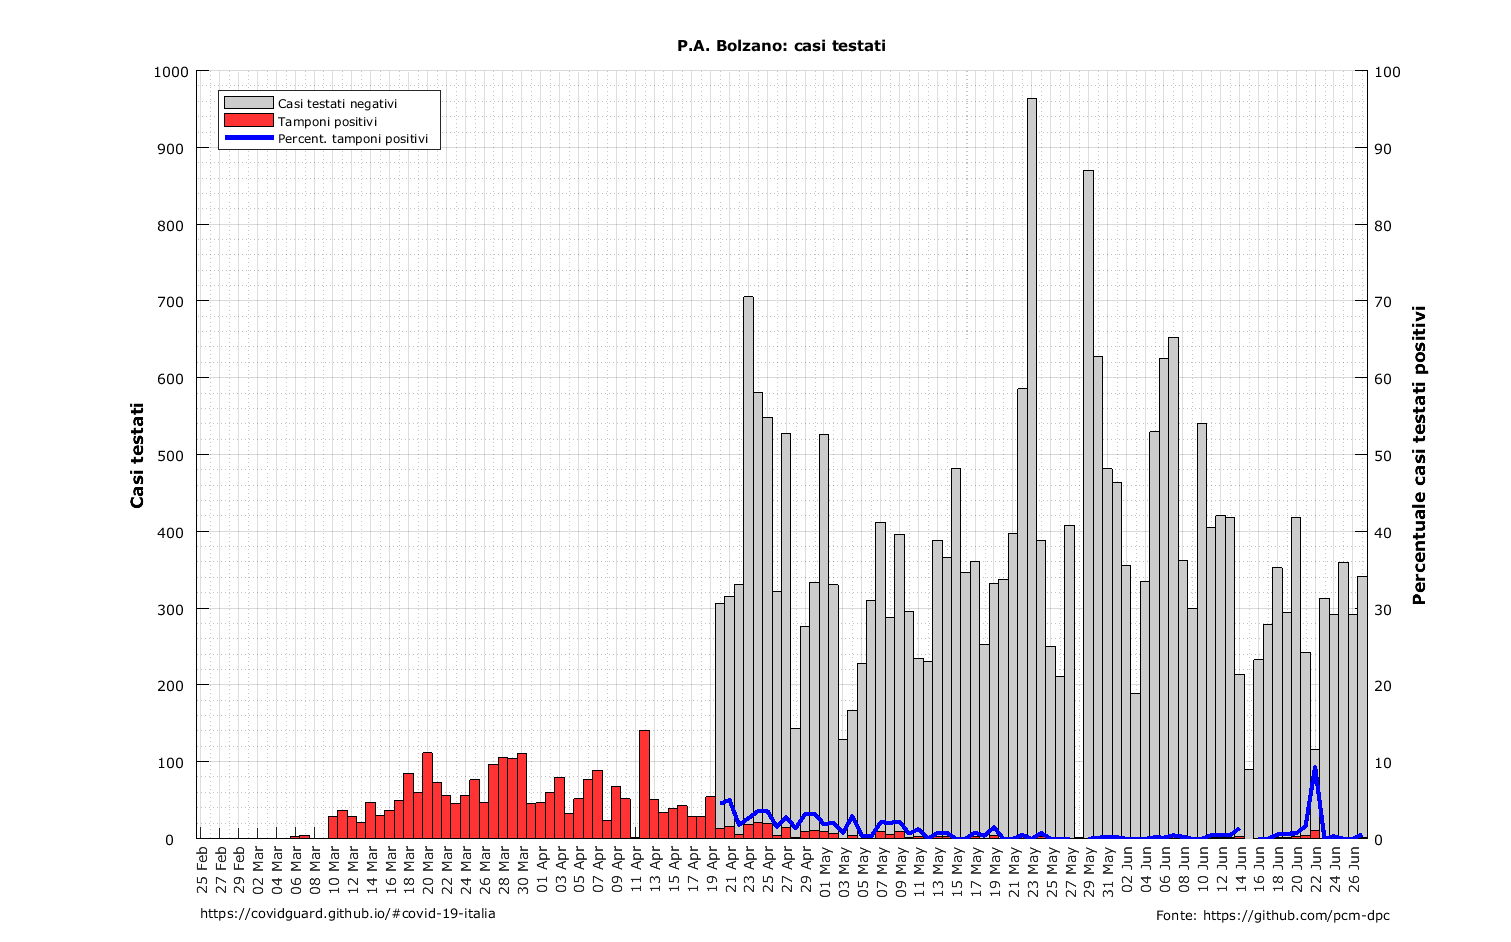 P.A. Bolzano: casi testati
Casi testati negativi
Tamponi positivi
Percent. tamponi positivi
1000
900
800
700
600
500
400
300
200
100
0
Casi testati
100
90
80
70
60
50
40
30
20
10
0
Percentuale casi testati positivi
25 Feb
27 Feb
29 Feb
02 Mar
04 Mar
06 Mar
08 Mar
10 Mar
12 Mar
14 Mar
16 Mar
18 Mar
20 Mar
22 Mar
24 Mar
26 Mar
28 Mar
30 Mar
01 Apr
03 Apr
05 Apr
07 Apr
09 Apr
11 Apr
13 Apr
15 Apr
17 Apr
19 Apr
21 Apr
23 Apr
25 Apr
27 Apr
29 Apr
01 May
03 May
05 May
07 May
09 May
11 May
13 May
15 May
17 May
19 May
21 May
23 May
25 May
27 May
29 May
31 May
02 Jun
04 Jun
06 Jun
08 Jun
10 Jun
12 Jun
14 Jun
16 Jun
18 Jun
20 Jun
22 Jun
24 Jun
26 Jun
https://covidguard.github.io/#covid-19-italia
Fonte: https://github.com/pcm-dpc